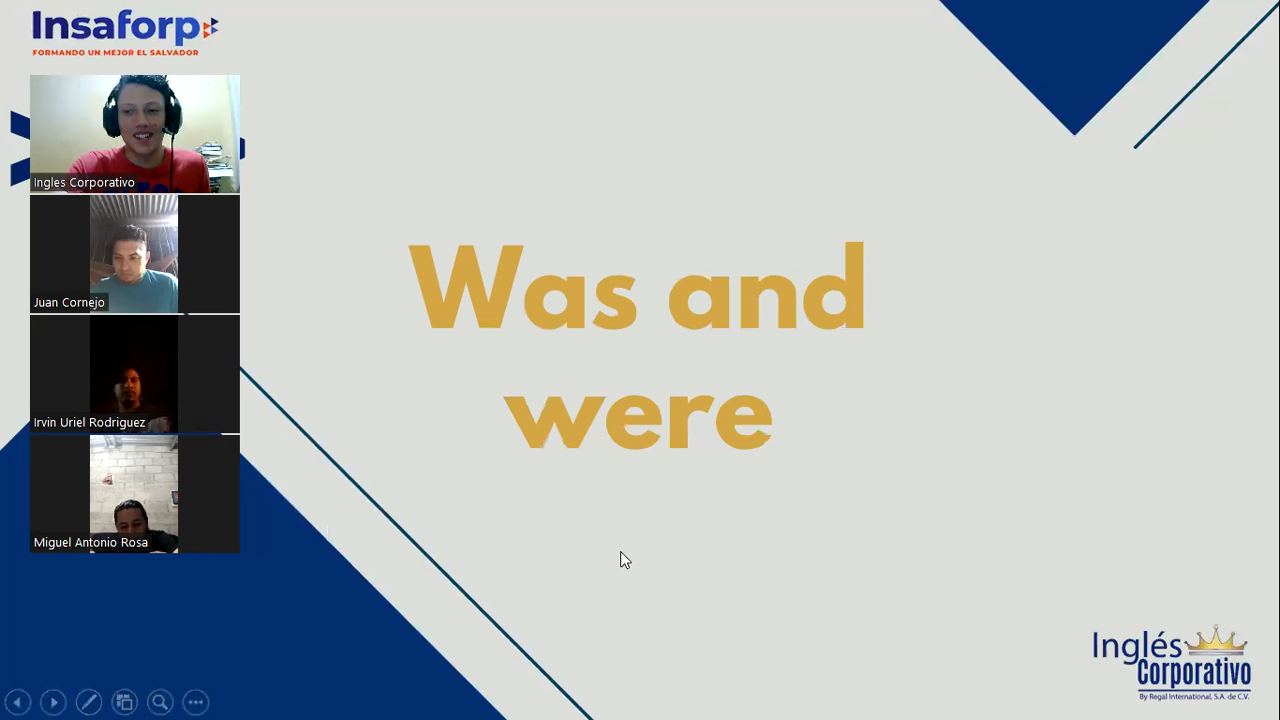 Insaforp
FORMANDO UN MEJOR EL SALVADOR
Ingles Corporativo
Juan Cornejo
Irvin Uriel Rodriguez
Miguel Antonio Rosa
Was and
were
Inglés
Corporativo
By Regal International, S.A. de C.V.